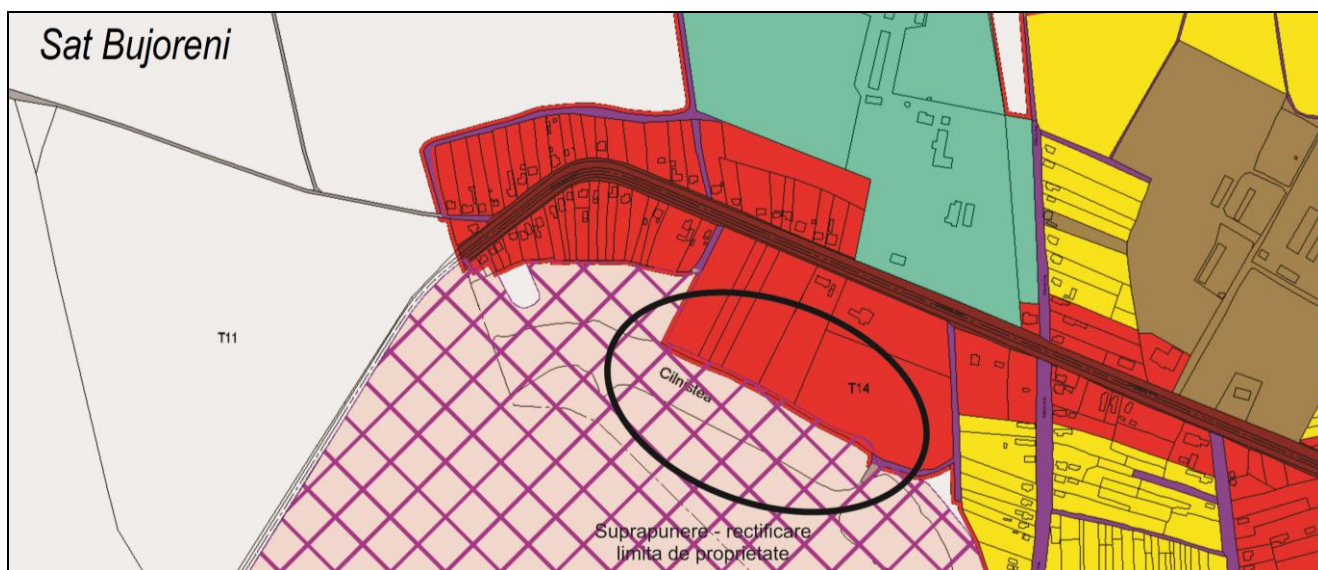 Sat Bujoreni
T11
Cilnistea
T14
Suprapunere - rectificare
limita de proprietate